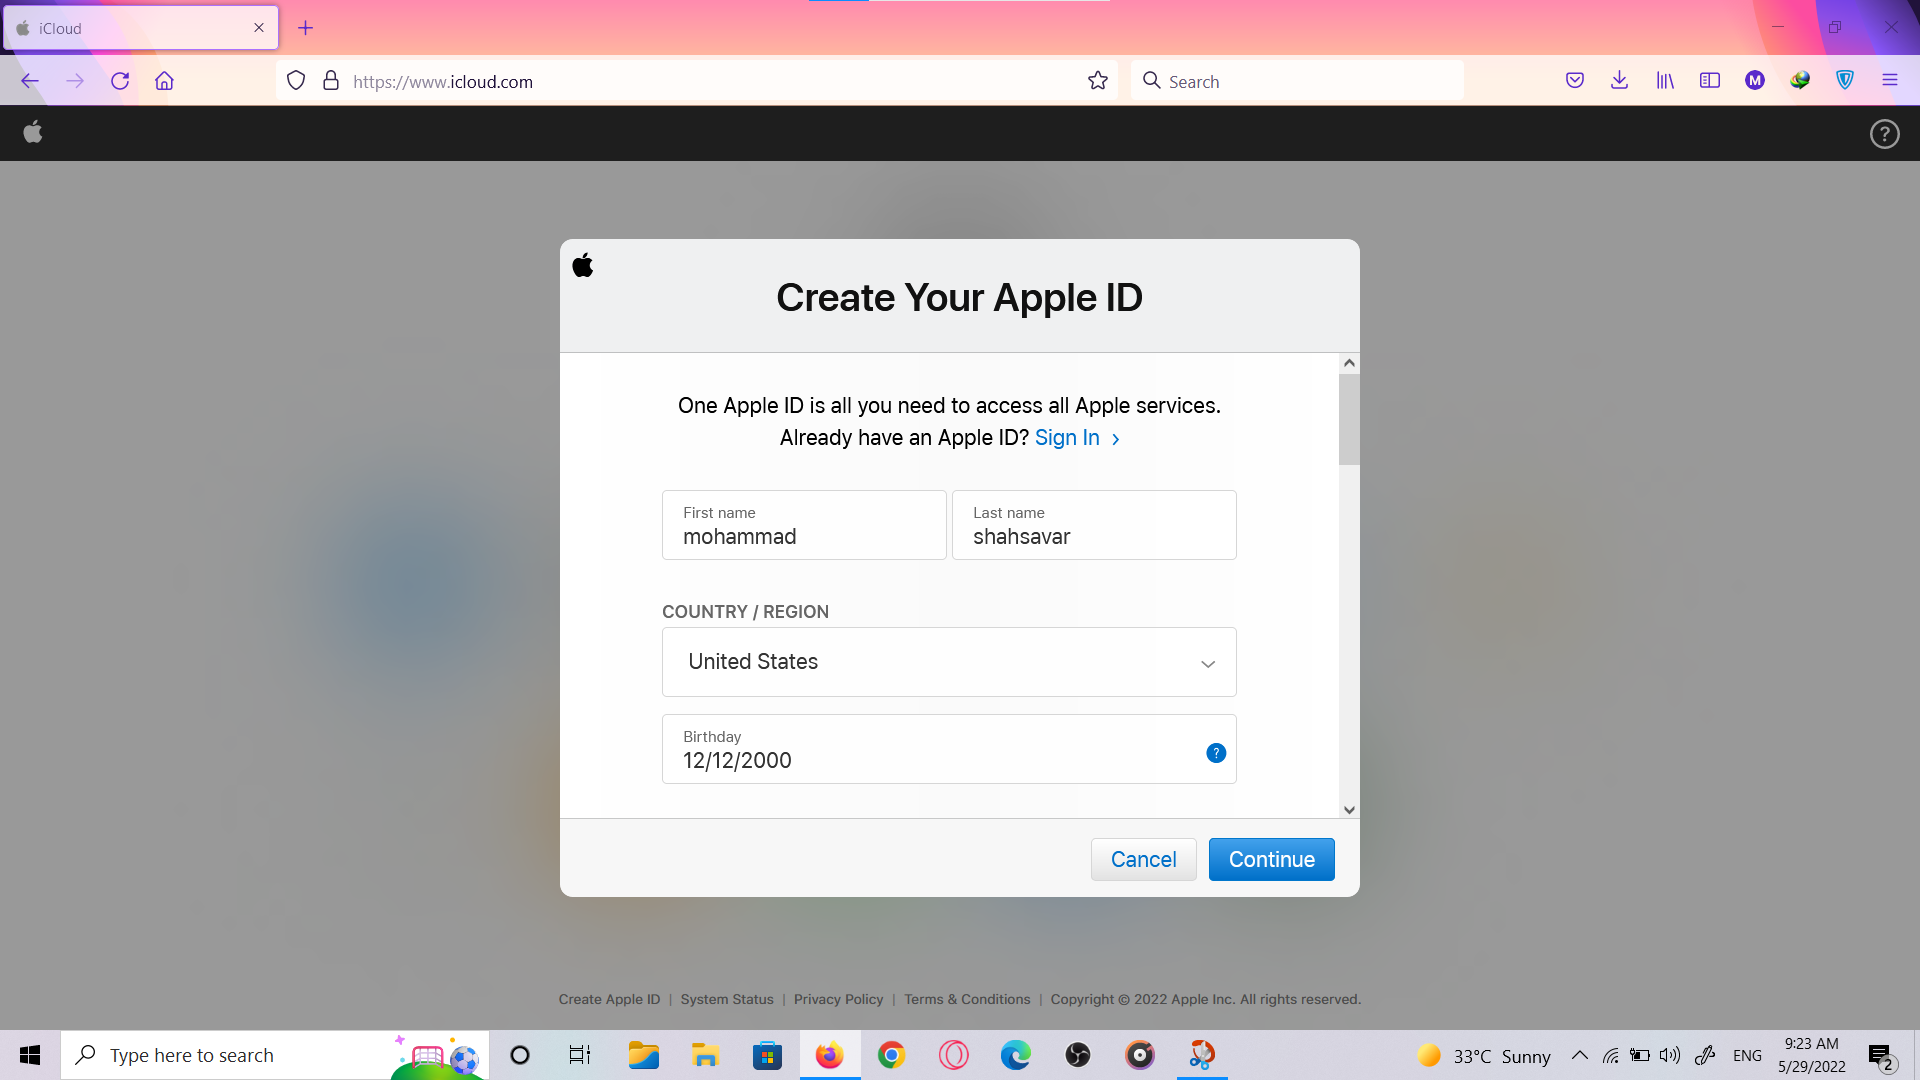 iCloud
https://www.icloud.com
Search
M
?
Create Your Apple ID
One Apple ID is all you need to access all Apple services.
Already have an Apple ID? Sign In >
First name
mohammad
Last name
shahsavar
COUNTRY / REGION
United States
Birthday
12/12/2000
?
Cancel
Continue
Create Apple ID | System Status | Privacy Policy | Terms & Conditions | Copyright © 2022 Apple Inc. All rights reserved.
Type here to search
33°C Sunny
ENG
9:23 AM
5/29/2022
2